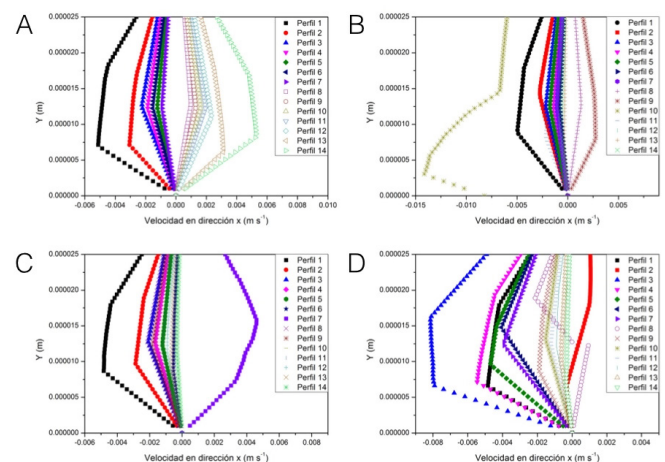 A
Y (m)
0.000025
0.000020
0.000015
0.000010
0.000005
0.000000
-0.006 -0.004 -0.002 0.000 0.002 0.004 0.006 0.008 0.010
Velocidad en dirección x (m s⁻¹)
Perfil 1
Perfil 2
Perfil 3
Perfil 4
Perfil 5
Perfil 6
Perfil 7
Perfil 8
Perfil 9
Perfil 10
Perfil 11
Perfil 12
Perfil 13
Perfil 14
B
Y (m)
0.000025
0.000020
0.000015
0.000010
0.000005
0.000000
-0.015 -0.010 -0.005 0.000 0.005
Velocidad en dirección x (m s⁻¹)
Perfil 1
Perfil 2
Perfil 3
Perfil 4
Perfil 5
Perfil 6
Perfil 7
Perfil 8
Perfil 9
Perfil 10
Perfil 11
Perfil 12
Perfil 13
Perfil 14
C
Y (m)
0.000025
0.000020
0.000015
0.000010
0.000005
0.000000
-0.006 -0.004 -0.002 0.000 0.002 0.004 0.006 0.008
Velocidad en dirección x (m s⁻¹)
Perfil 1
Perfil 2
Perfil 3
Perfil 4
Perfil 5
Perfil 6
Perfil 7
Perfil 8
Perfil 9
Perfil 10
Perfil 11
Perfil 12
Perfil 13
Perfil 14
D
Y (m)
0.000025
0.000020
0.000015
0.000010
0.000005
0.000000
-0.008 -0.006 -0.004 -0.002 0.000 0.002 0.004
Velocidad en dirección x (m s⁻¹)
Perfil 1
Perfil 2
Perfil 3
Perfil 4
Perfil 5
Perfil 6
Perfil 7
Perfil 8
Perfil 9
Perfil 10
Perfil 11
Perfil 12
Perfil 13
Perfil 14